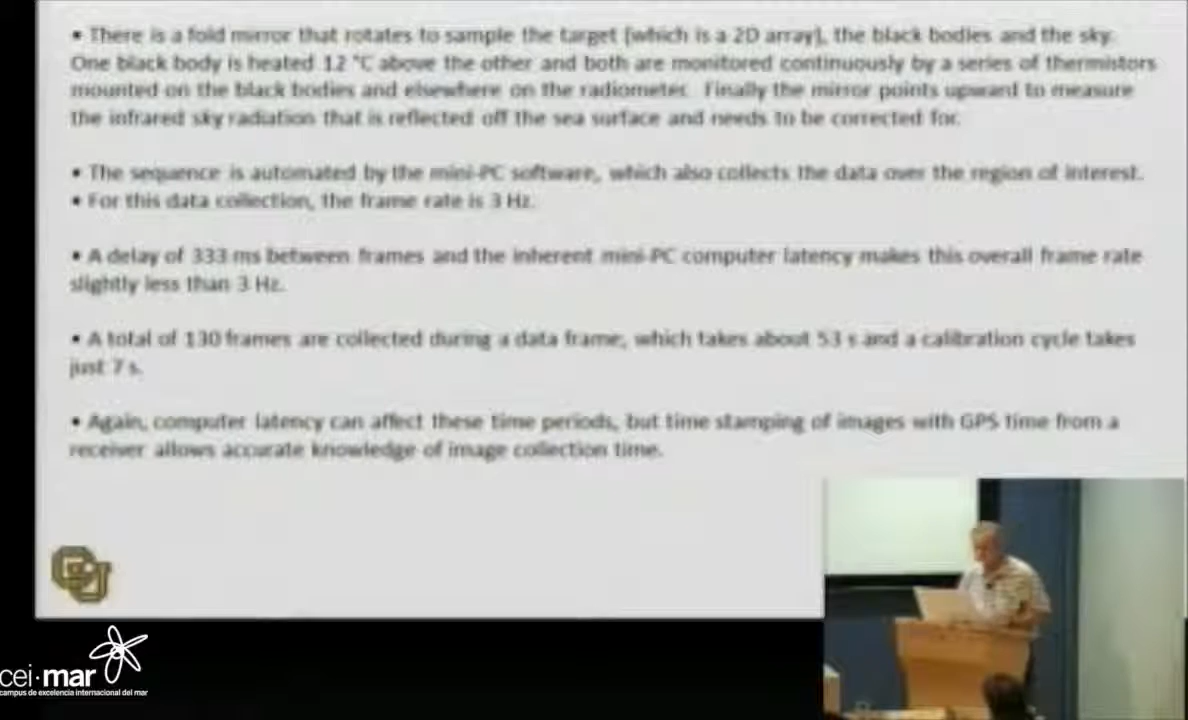 • There is a fold mirror that rotates to sample the target (which is a 2D array), the black bodies and the sky.
One black body is heated 12 °C above the other and both are monitored continuously by a series of thermistors
mounted on the black bodies and elsewhere on the radiometer. Finally the mirror points upward to measure
the infrared sky radiation that is reflected off the sea surface and needs to be corrected for.
• The sequence is automated by the mini-PC software, which also collects the data over the region of interest.
• For this data collection, the frame rate is 3 Hz.
• A delay of 333 ms between frames and the inherent mini-PC computer latency makes this overall frame rate
slightly less than 3 Hz.
• A total of 130 frames are collected during a data frame, which takes about 53 s and a calibration cycle takes
just 7 s.
• Again, computer latency can affect these time periods, but time stamping of images with GPS time from a
receiver allows accurate knowledge of image collection time.
CU
cei·mar
campus de excelencia internacional del mar